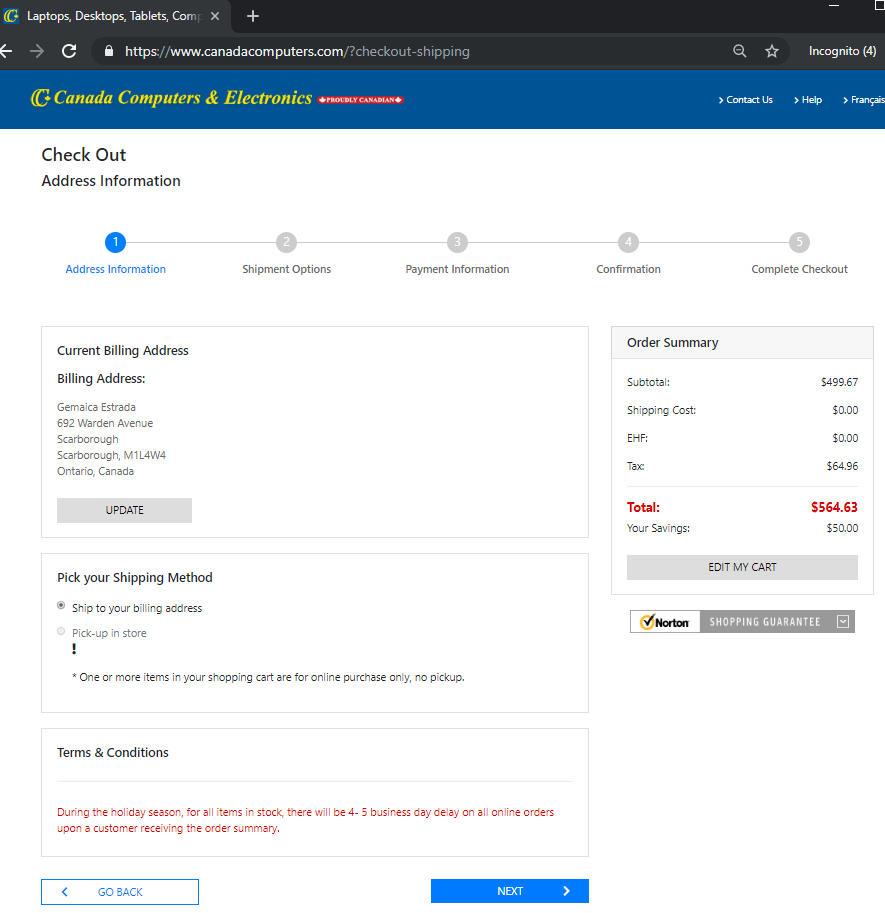 Laptops, Desktops, Tablets, Comp
https://www.canadacomputers.com/?checkout-shipping
Incognito (4)
Canada Computers & Electronics PROUDLY CANADIAN
Contact Us
Help
Français
Check Out
Address Information
1
2
3
4
5
Address Information
Shipment Options
Payment Information
Confirmation
Complete Checkout
Current Billing Address
Billing Address:
Gemaica Estrada
692 Warden Avenue
Scarborough
Scarborough, M1L4W4
Ontario, Canada
UPDATE
Pick your Shipping Method
Ship to your billing address
Pick-up in store
!
* One or more items in your shopping cart are for online purchase only, no pickup.
Terms & Conditions
During the holiday season, for all items in stock, there will be 4- 5 business day delay on all online orders
upon a customer receiving the order summary.
GO BACK
NEXT
Order Summary
Subtotal: $499.67
Shipping Cost: $0.00
EHF: $0.00
Tax: $64.96
Total: $564.63
Your Savings: $50.00
EDIT MY CART
Norton SHOPPING GUARANTEE